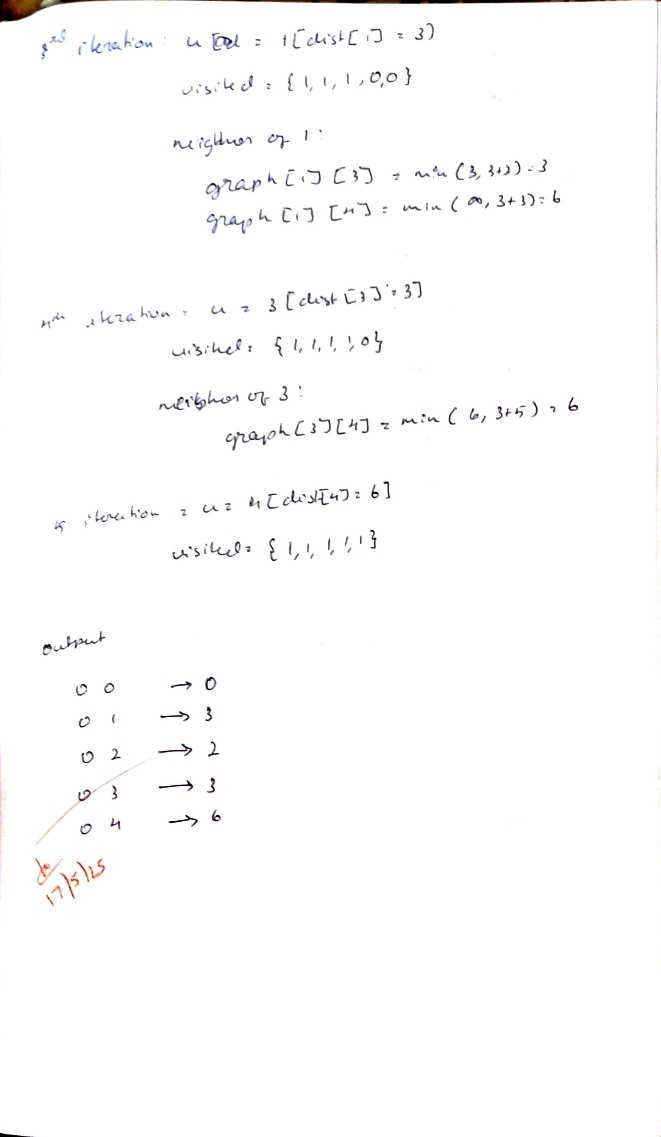 3rd iteration: u = 1[dist[1] = 3)
visited = {1, 1, 1, 0, 0}
neighbor of 1:
graph [1] [3] = min (3, 3+2) = 3
graph [1] [4] = min (∞, 3+3) = 6
4th iteration = u = 3 [dist [3] = 3]
visited = {1, 1, 1, 1, 0}
neighbor of 3:
graph [3] [4] = min (6, 3+5) = 6
5 iteration = u = 4 [dist[4] = 6]
visited = {1, 1, 1, 1, 1}
output
0 0 → 0
0 1 → 3
0 2 → 2
0 3 → 3
0 4 → 6
17/5/25